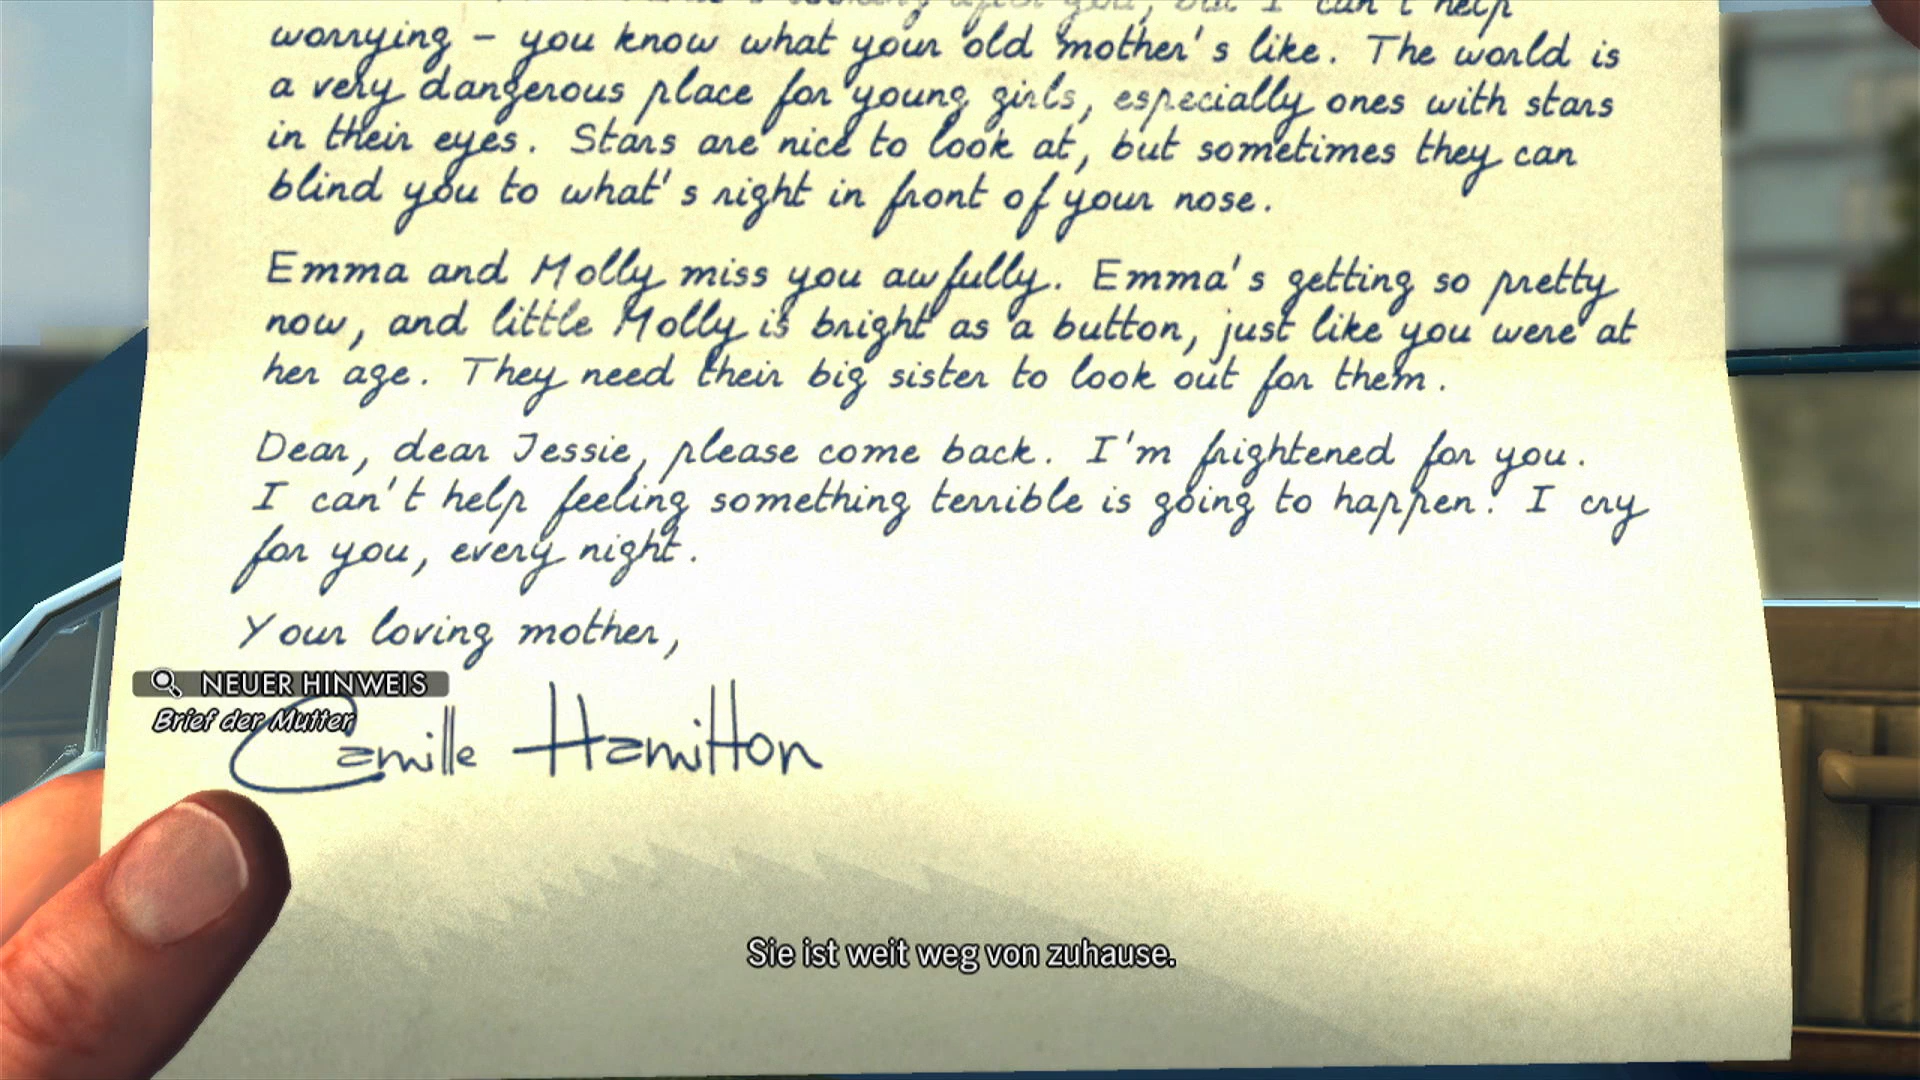 looking after you, but I can't help
worrying - you know what your old mother's like. The world is
a very dangerous place for young girls, especially ones with stars
in their eyes. Stars are nice to look at, but sometimes they can
blind you to what's right in front of your nose.
Emma and Molly miss you awfully. Emma's getting so pretty
now, and little Molly is bright as a button, just like you were at
her age. They need their big sister to look out for them.
Dear, dear Jessie, please come back. I'm frightened for you.
I can't help feeling something terrible is going to happen. I cry
for you, every night.
Your loving mother,
NEUER HINWEIS
Brief der Mutter
Camille Hamilton
Sie ist weit weg von zuhause.